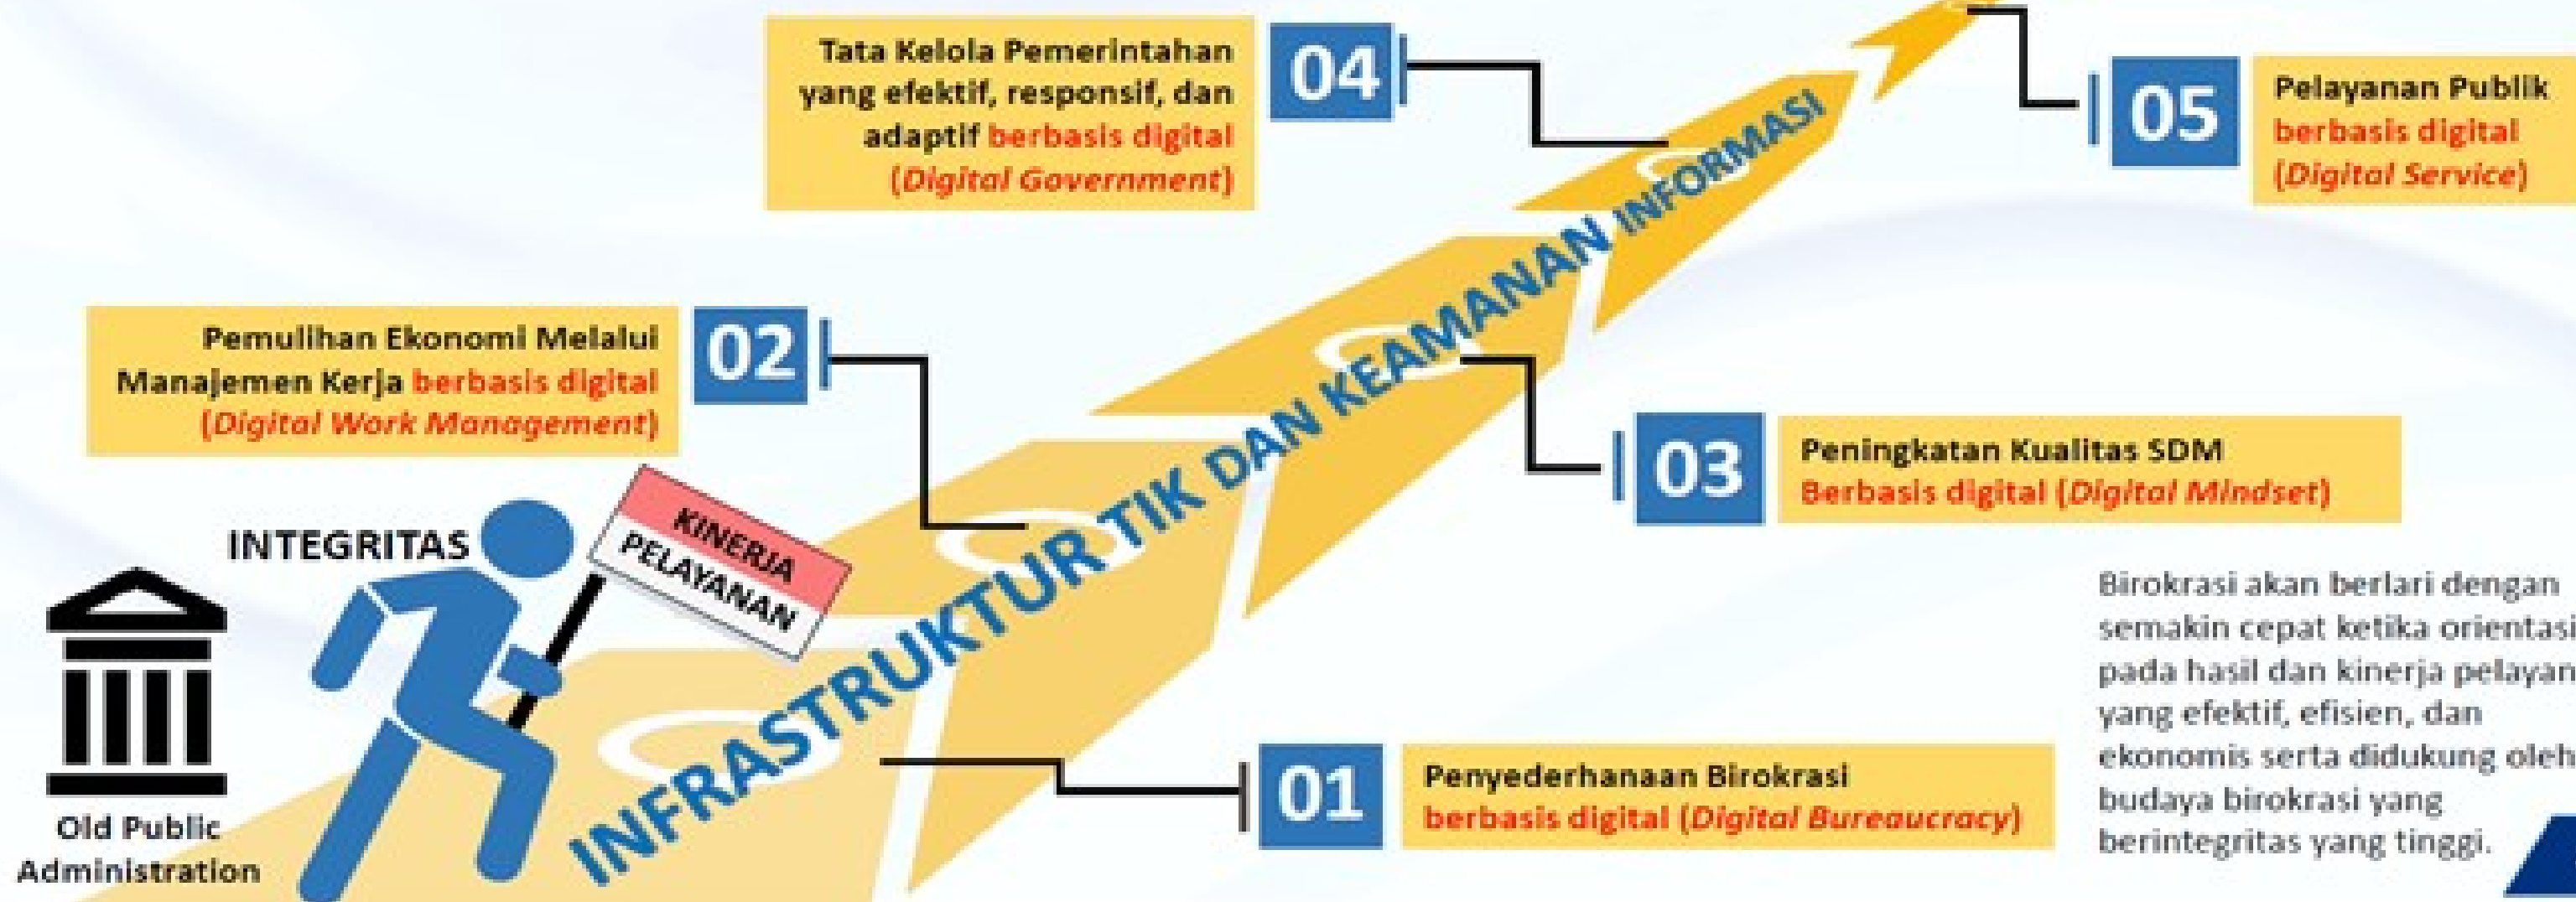 Tata Kelola Pemerintahan
yang efektif, responsif, dan
adaptif berbasis digital
(Digital Government)
04
05
Pelayanan Publik
berbasis digital
(Digital Service)
Pemulihan Ekonomi Melalui
Manajemen Kerja berbasis digital
(Digital Work Management)
02
03
Peningkatan Kualitas SDM
Berbasis digital (Digital Mindset)
INFRASTRUKTUR TIK DAN KEAMANAN INFORMASI
INTEGRITAS
KINERJA
PELAYANAN
Old Public
Administration
01
Penyederhanaan Birokrasi
berbasis digital (Digital Bureaucracy)
Birokrasi akan berlari dengan
semakin cepat ketika orientasi
pada hasil dan kinerja pelayan
yang efektif, efisien, dan
ekonomis serta didukung oleh
budaya birokrasi yang
berintegritas yang tinggi.